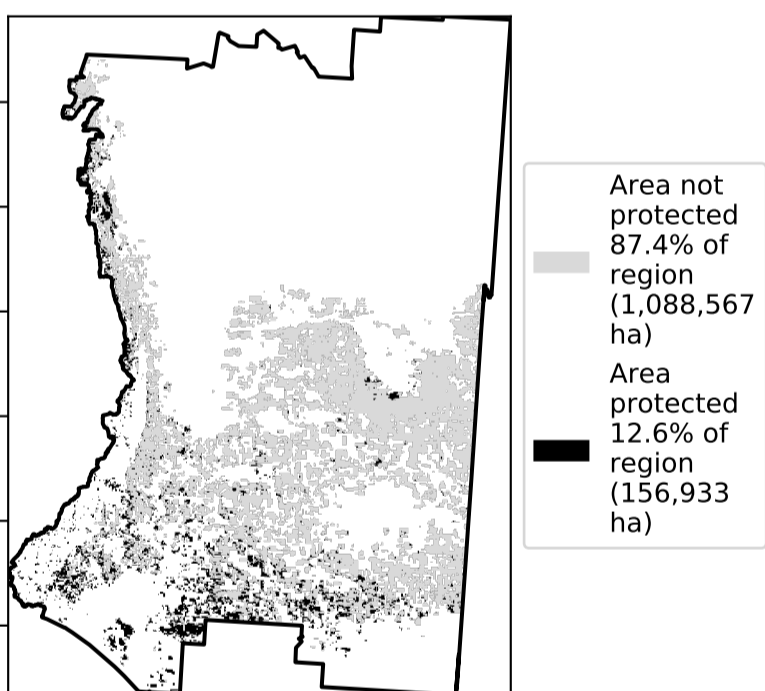 Area not
protected
87.4% of
region
(1,088,567
ha)
Area
protected
12.6% of
region
(156,933
ha)